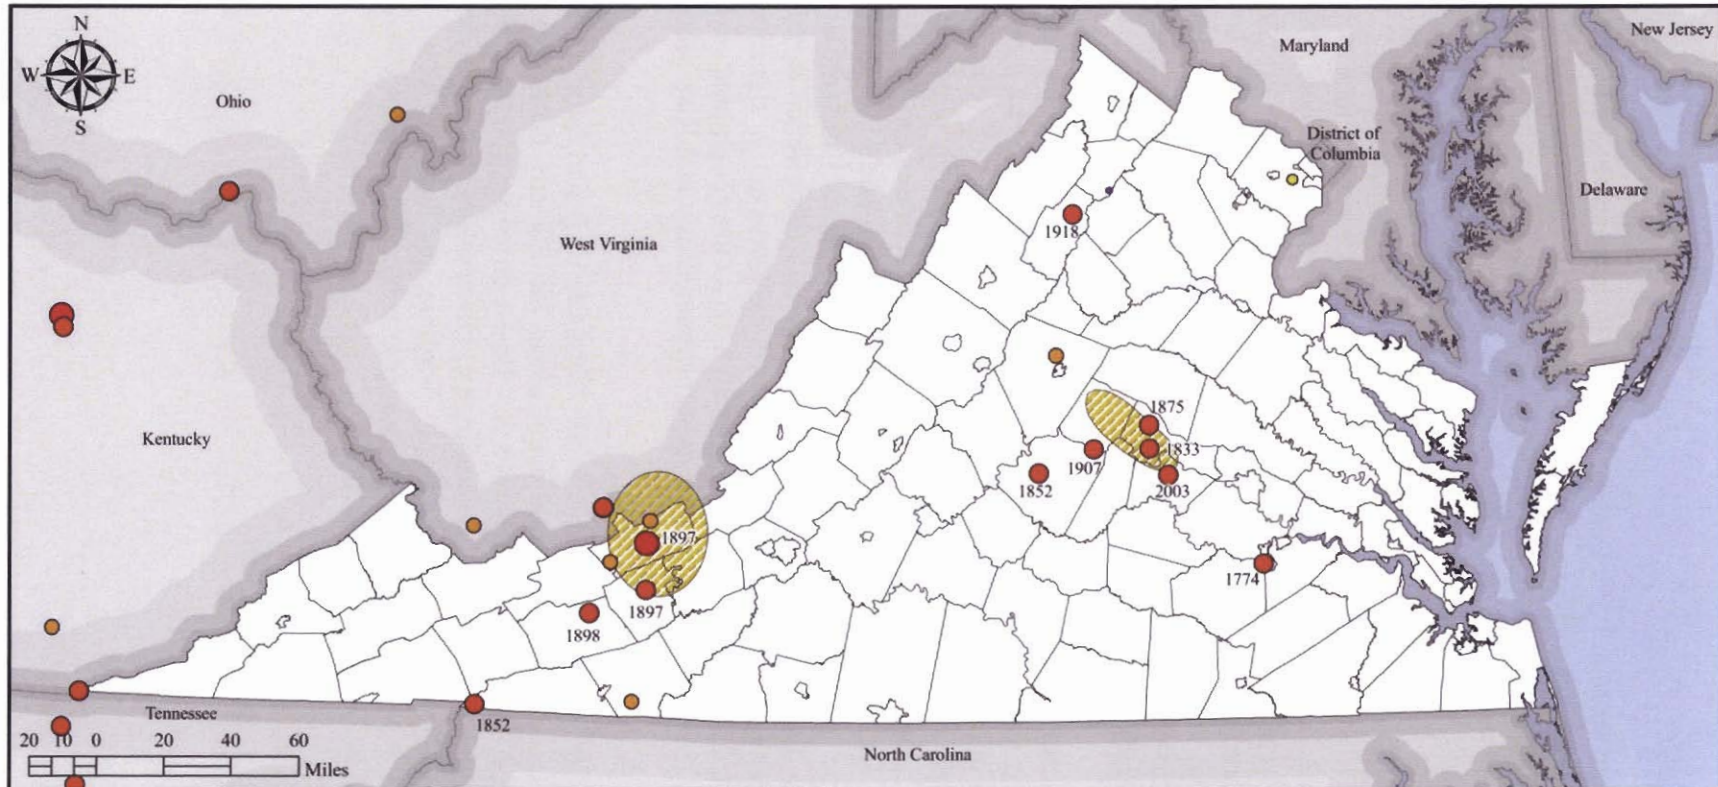 N
W E
S
Ohio
Maryland
New Jersey
District of
Columbia
Delaware
West Virginia
1918
Kentucky
1875
1833
1907
1852
2003
1897
1774
1897
1898
Tennessee
1852
North Carolina
20 10 0 20 40 60
Miles